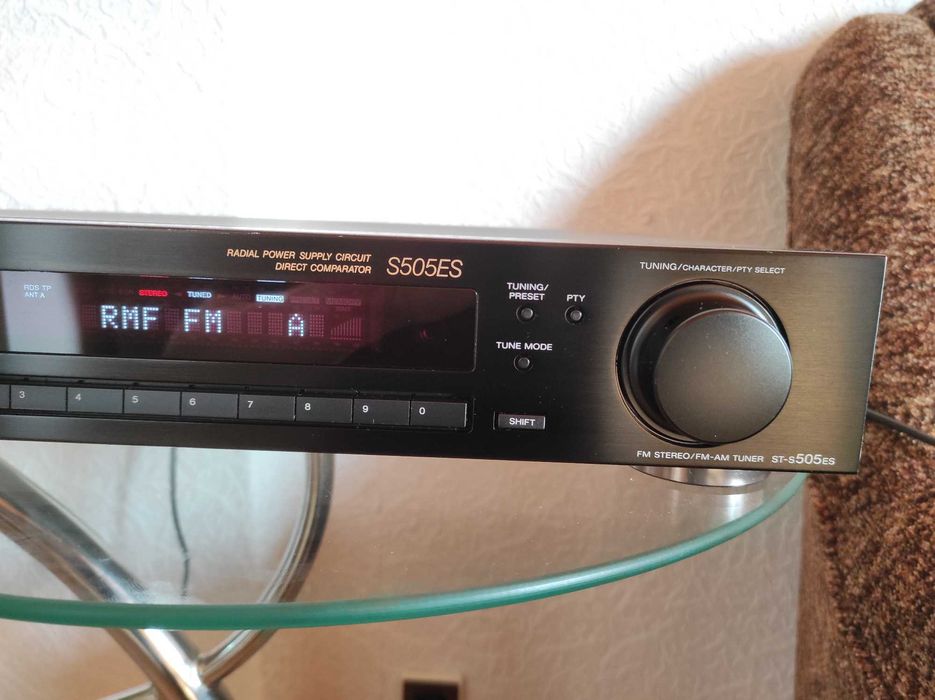 RADIAL POWER SUPPLY CIRCUIT
DIRECT COMPARATOR
S505ES
TUNING/CHARACTER/PTY SELECT
TUNING/
PRESET
PTY
TUNE MODE
RDS TP
ANT A
STEREO
TUNED
TUNING
RMF FM A
3 4 5 6 7 8 9 0
SHIFT
FM STEREO/FM-AM TUNER ST-S505ES